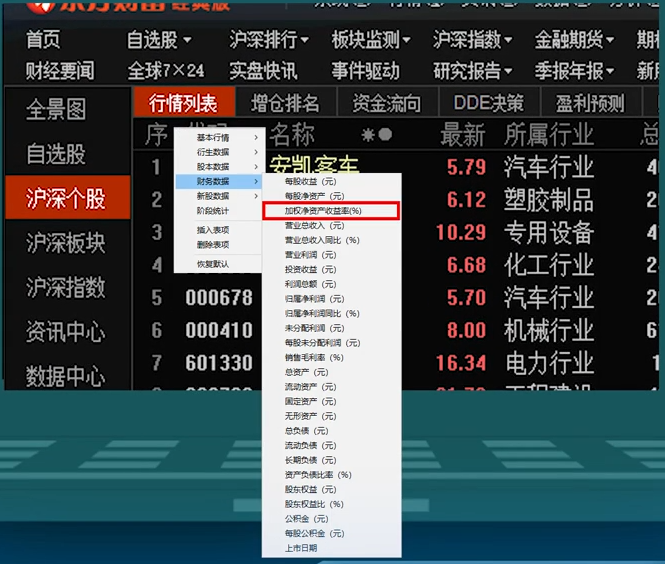 东方财富 经典版
首页 自选股 沪深排行 板块监测 沪深指数 金融期货 期
财经要闻 全球7×24 实盘快讯 事件驱动 研究报告 季报年报 新
全景图
自选股
沪深个股
沪深板块
沪深指数
资讯中心
数据中心
行情列表 增仓排名 资金流向 DDE决策 盈利预测
序 名称 最新 所属行业 总
1 安凯客车 5.79 汽车行业 4
2 6.12 塑胶制品 2
3 10.29 专用设备 4
4 6.68 化工行业 2
5 000678 5.70 汽车行业 2
6 000410 8.00 机械行业 6
7 601330 16.34 电力行业 1
基本行情
衍生数据
股本数据
财务数据
新股数据
阶段统计
插入表项
删除表项
恢复默认
每股收益（元）
每股净资产（元）
加权净资产收益率(%)
营业总收入（元）
营业总收入同比（%）
营业利润（元）
投资收益（元）
利润总额（元）
归属净利润（元）
归属净利润同比（%）
未分配利润（元）
每股未分配利润（元）
销售毛利率（%）
总资产（元）
流动资产（元）
固定资产（元）
无形资产（元）
总负债（元）
流动负债（元）
长期负债（元）
资产负债比率（%）
股东权益（元）
股东权益比（%）
公积金（元）
每股公积金（元）
上市日期